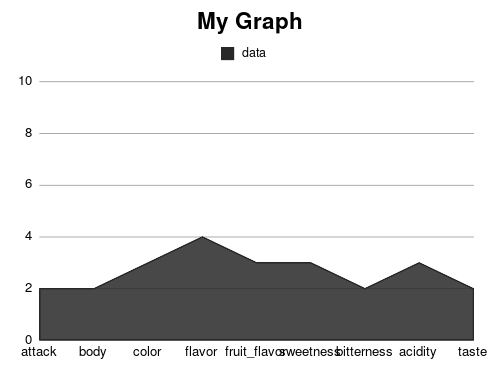 My Graph
data
10
8
6
4
2
0
attack body color flavor fruit_flavor sweetness bitterness acidity taste